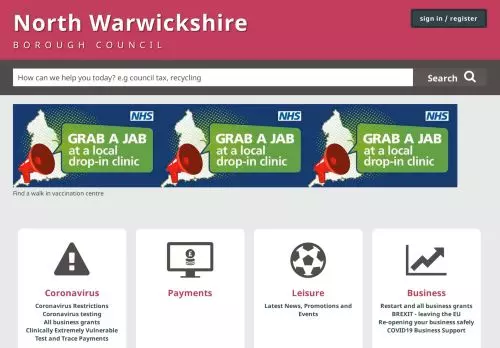 North Warwickshire
BOROUGH COUNCIL
sign in / register
How can we help you today? e.g council tax, recycling
Search
NHS
GRAB A JAB
at a local
drop-in clinic
NHS
GRAB A JAB
at a local
drop-in clinic
NHS
GRAB A JAB
at a local
drop-in clinic
Find a walk in vaccination centre
Coronavirus
Coronavirus Restrictions
Coronavirus testing
All business grants
Clinically Extremely Vulnerable
Test and Trace Payments
£
Payments
Leisure
Latest News, Promotions and
Events
Business
Restart and all business grants
BREXIT - leaving the EU
Re-opening your business safely
COVID19 Business Support